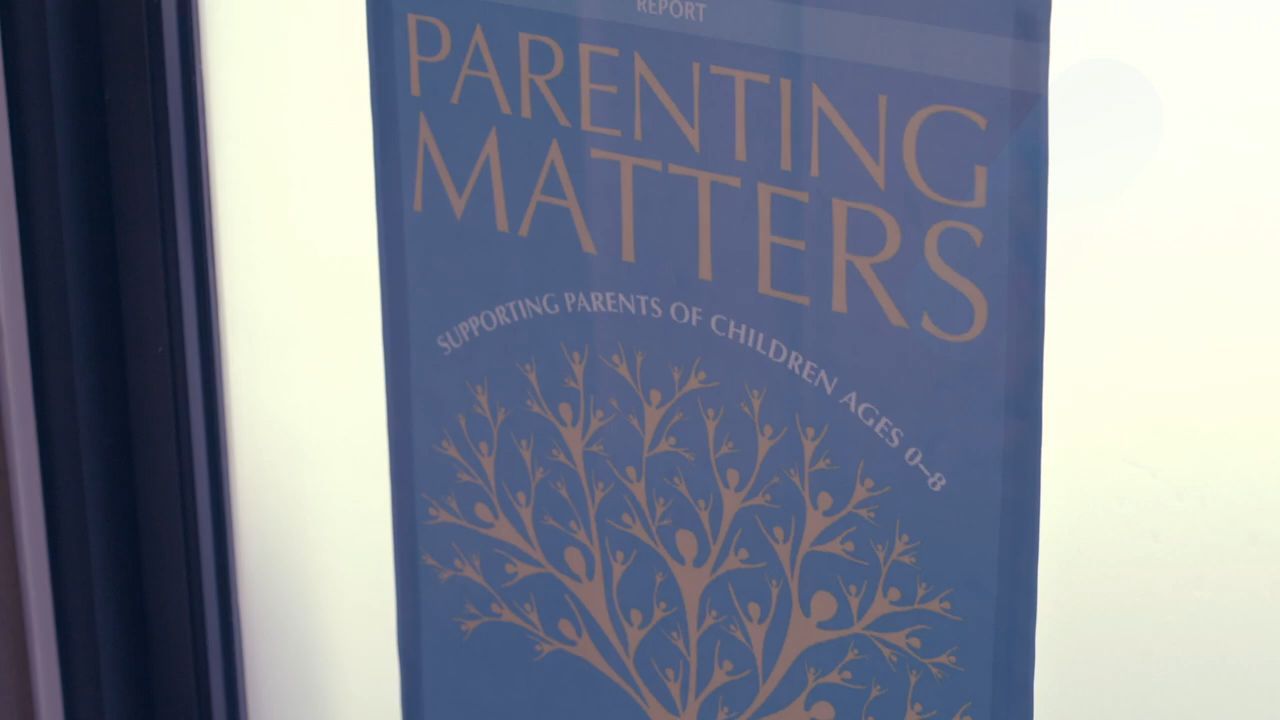 REPORT
PARENTING
MATTERS
SUPPORTING PARENTS OF CHILDREN AGES 0–8